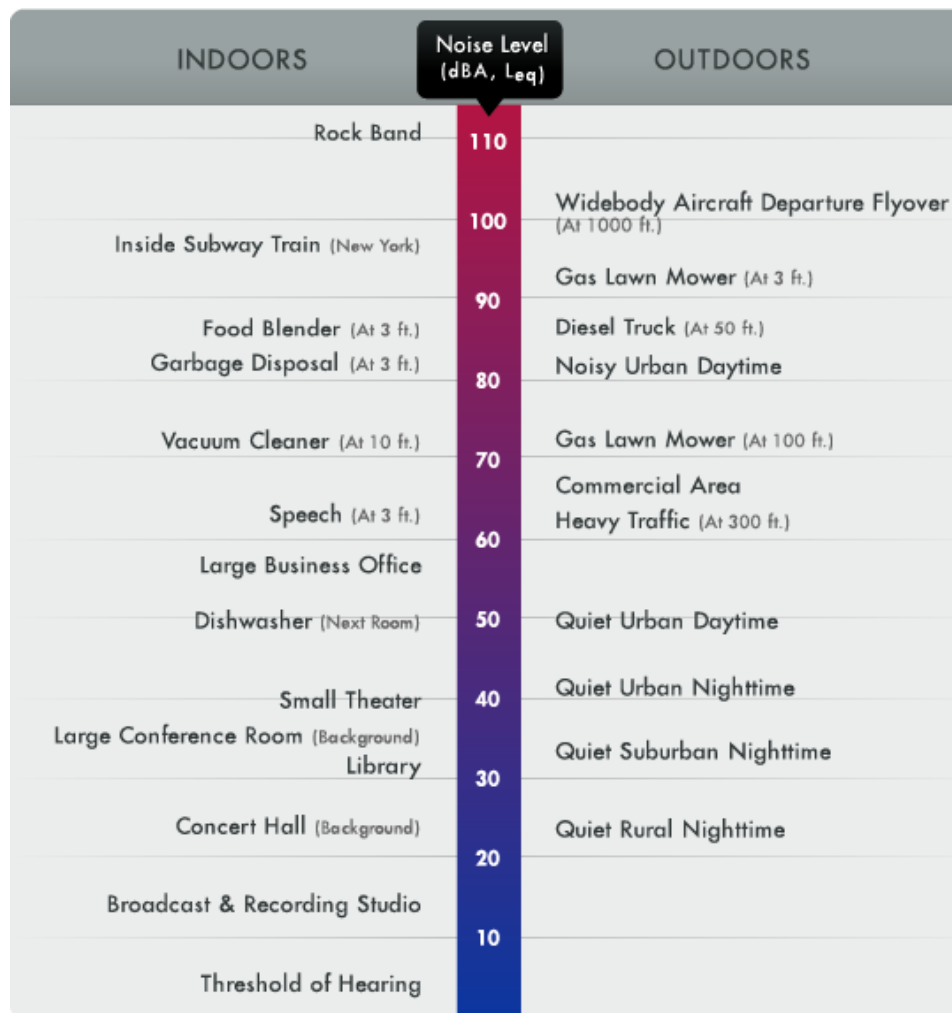 INDOORS
Noise Level
(dBA, Leq)
OUTDOORS
Rock Band
110
Widebody Aircraft Departure Flyover
(At 1000 ft.)
100
Inside Subway Train (New York)
Gas Lawn Mower (At 3 ft.)
90
Food Blender (At 3 ft.)
Diesel Truck (At 50 ft.)
Garbage Disposal (At 3 ft.)
Noisy Urban Daytime
80
Vacuum Cleaner (At 10 ft.)
Gas Lawn Mower (At 100 ft.)
70
Commercial Area
Speech (At 3 ft.)
Heavy Traffic (At 300 ft.)
60
Large Business Office
Dishwasher (Next Room)
50
Quiet Urban Daytime
Quiet Urban Nighttime
Small Theater
40
Large Conference Room (Background)
Quiet Suburban Nighttime
Library
30
Concert Hall (Background)
Quiet Rural Nighttime
20
Broadcast & Recording Studio
10
Threshold of Hearing